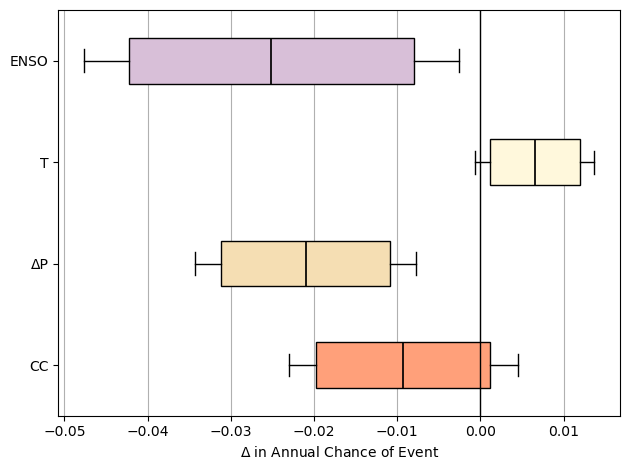 ENSO
T
ΔP
CC
−0.05 −0.04 −0.03 −0.02 −0.01 0.00 0.01
Δ in Annual Chance of Event